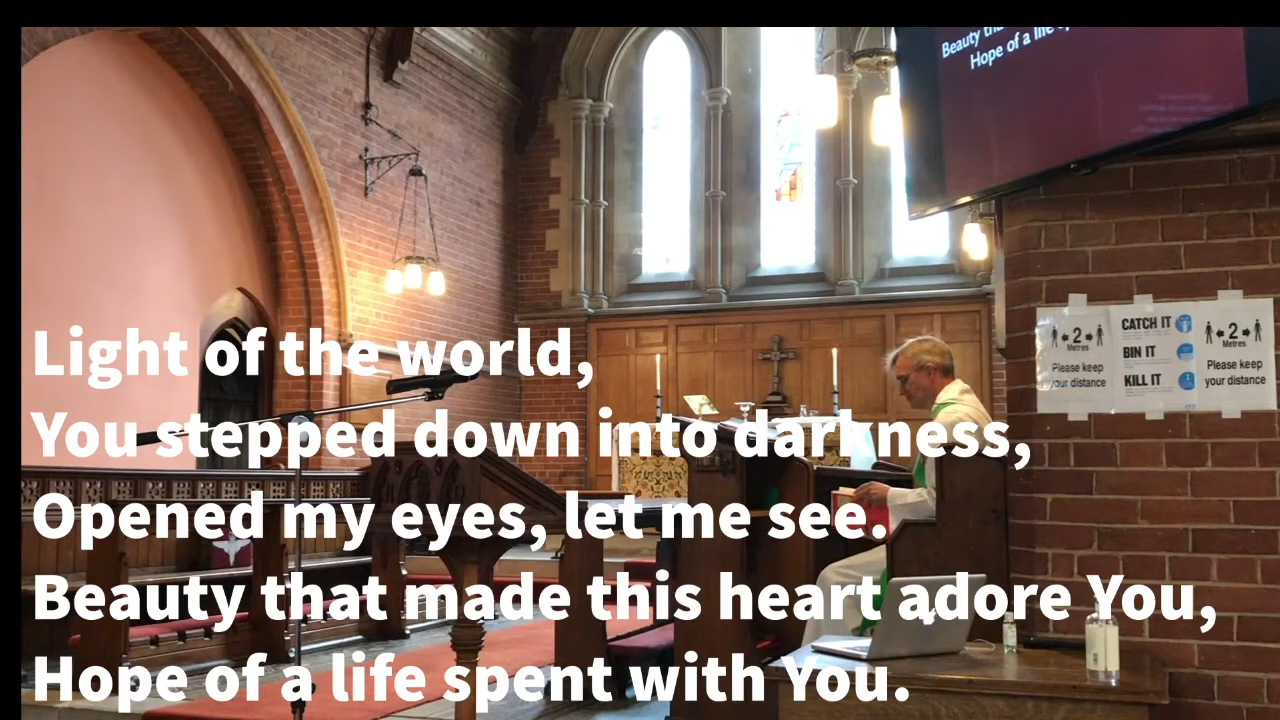 Beauty
Hope of a life
CATCH IT
BIN IT
KILL IT
2
Metres
Please keep
your distance
2
Metres
Please keep
your distance
Light of the world,
You stepped down into darkness,
Opened my eyes, let me see.
Beauty that made this heart adore You,
Hope of a life spent with You.